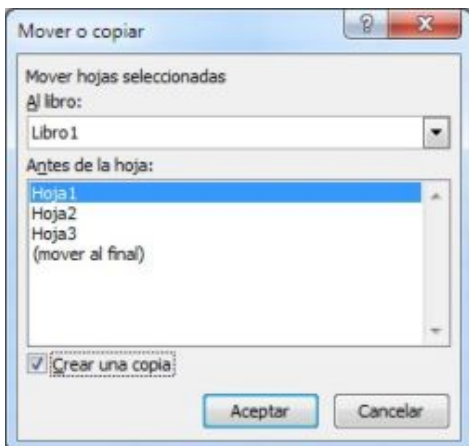 Mover o copiar
Mover hojas seleccionadas
Al libro:
Libro1
Antes de la hoja:
Hoja1
Hoja2
Hoja3
(mover al final)
Crear una copia
Aceptar
Cancelar